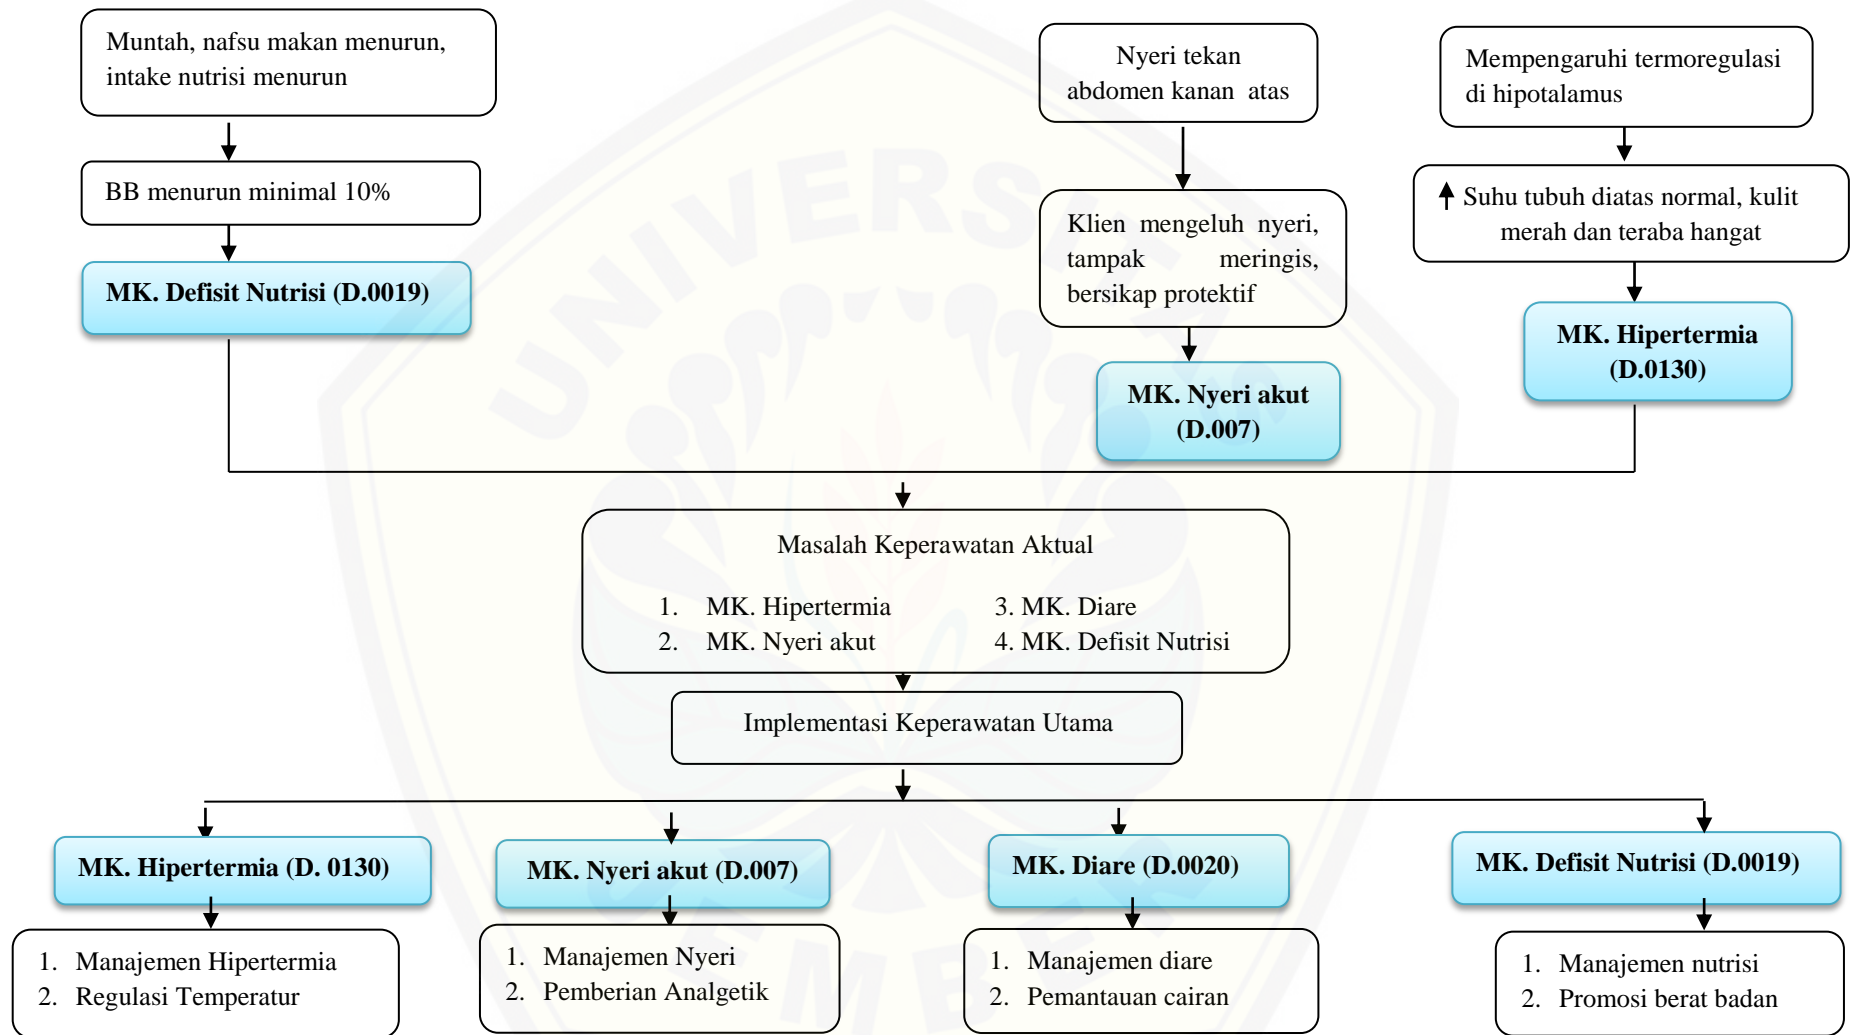 Muntah, nafsu makan menurun,
intake nutrisi menurun
Nyeri tekan
abdomen kanan atas
Mempengaruhi termoregulasi
di hipotalamus
BB menurun minimal 10%
Klien mengeluh nyeri,
tampak meringis,
bersikap protektif
Suhu tubuh diatas normal, kulit
merah dan teraba hangat
MK. Defisit Nutrisi (D.0019)
MK. Nyeri akut
(D.007)
MK. Hipertermia
(D.0130)
Masalah Keperawatan Aktual
1. MK. Hipertermia
2. MK. Nyeri akut
3. MK. Diare
4. MK. Defisit Nutrisi
Implementasi Keperawatan Utama
MK. Hipertermia (D. 0130)
MK. Nyeri akut (D.007)
MK. Diare (D.0020)
MK. Defisit Nutrisi (D.0019)
1. Manajemen Hipertermia
2. Regulasi Temperatur
1. Manajemen Nyeri
2. Pemberian Analgetik
1. Manajemen diare
2. Pemantauan cairan
1. Manajemen nutrisi
2. Promosi berat badan
UNIVERSITAS
JEMBER